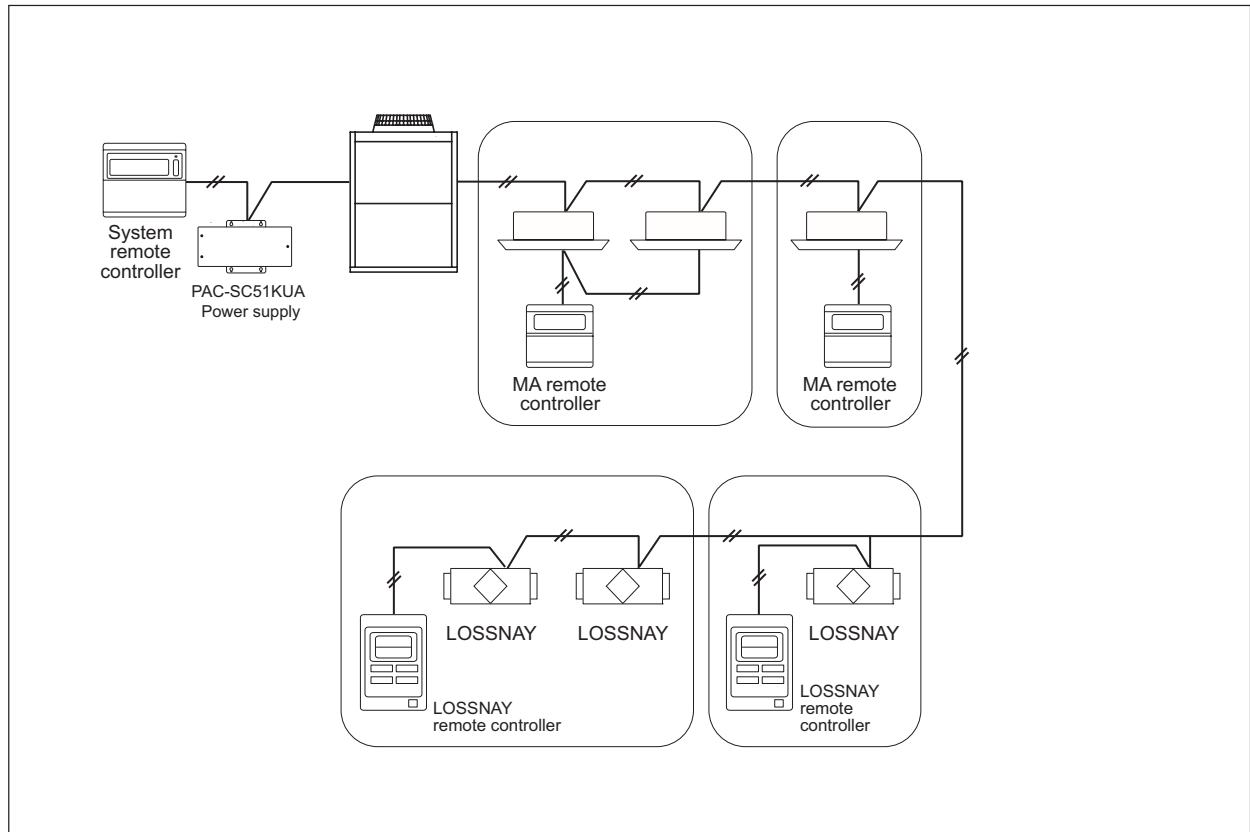 System
remote
controller
PAC-SC51KUA
Power supply
MA remote
controller
MA remote
controller
LOSSNAY
LOSSNAY
LOSSNAY
LOSSNAY
remote controller
LOSSNAY
remote
controller